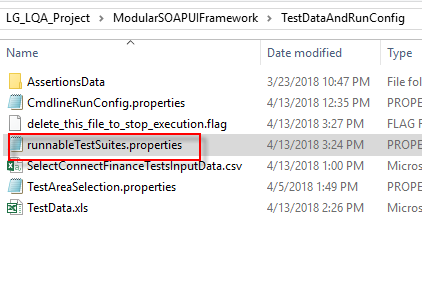 LG_LQA_Project > ModularSOAPUIFramework > TestDataAndRunConfig
Name Date modified Type
AssertionsData 3/23/2018 10:47 PM File fol
CmdlineRunConfig.properties 4/13/2018 12:35 PM PROPE
delete_this_file_to_stop_execution.flag 4/13/2018 3:27 PM FLAG F
runnableTestSuites.properties 4/13/2018 3:24 PM PROPE
SelectConnectFinanceTestsInputData.csv 4/13/2018 1:00 PM Micros
TestAreaSelection.properties 4/5/2018 1:49 PM PROPE
TestData.xls 4/13/2018 2:26 PM Micros